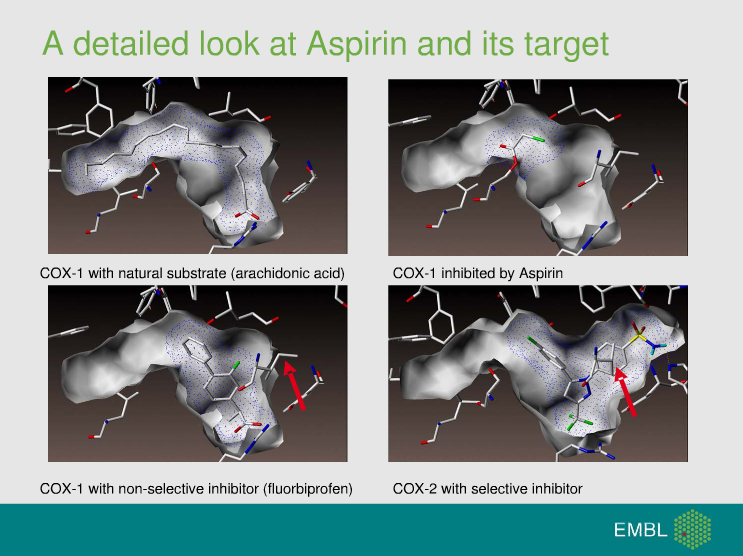 A detailed look at Aspirin and its target
COX-1 with natural substrate (arachidonic acid)
COX-1 inhibited by Aspirin
COX-1 with non-selective inhibitor (fluorbiprofen)
COX-2 with selective inhibitor
EMBL